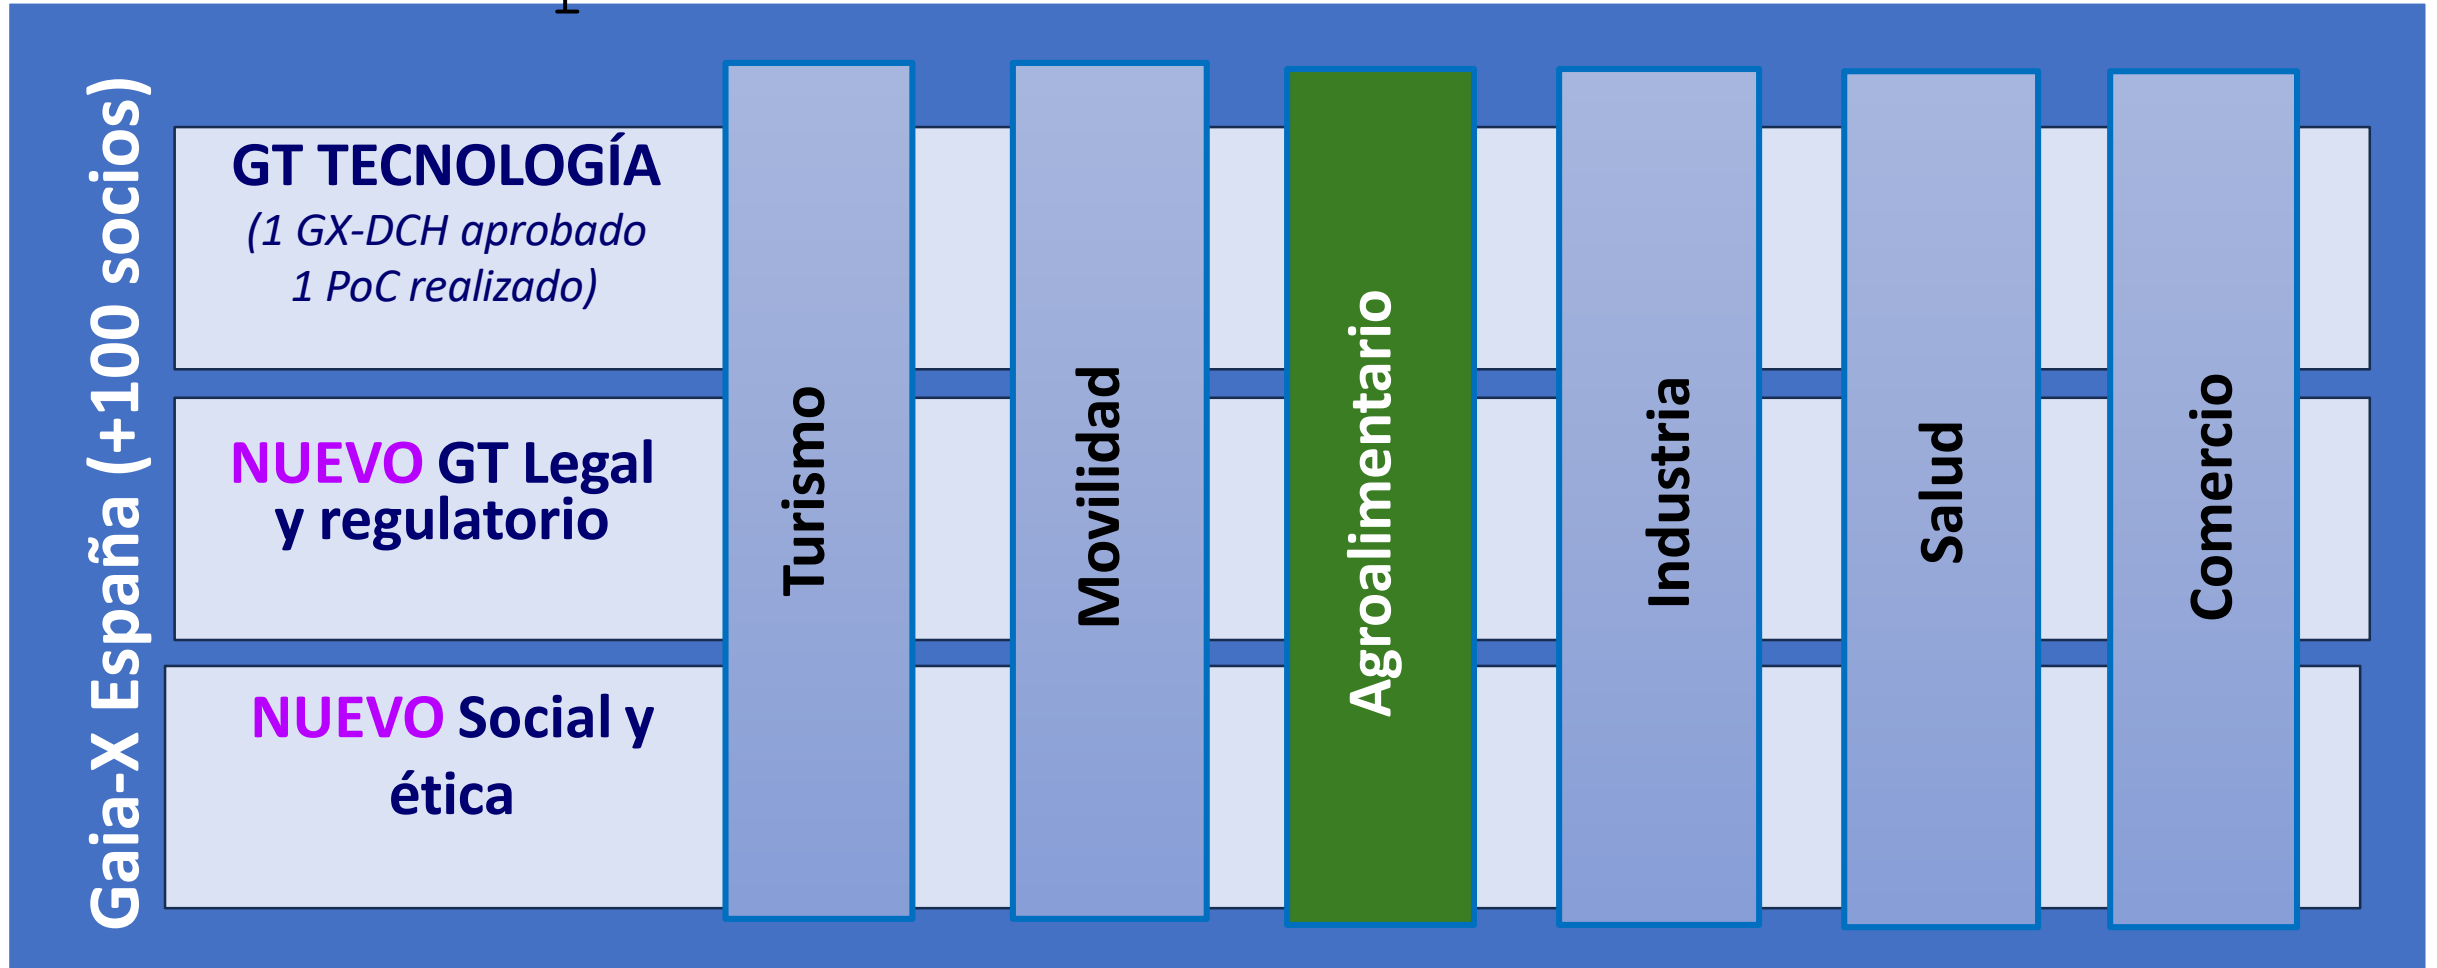 Gaia-X España (+100 socios)
GT TECNOLOGÍA
(1 GX-DCH aprobado
1 PoC realizado)
NUEVO GT Legal
y regulatorio
NUEVO Social y
ética
Turismo
Movilidad
Agroalimentario
Industria
Salud
Comercio